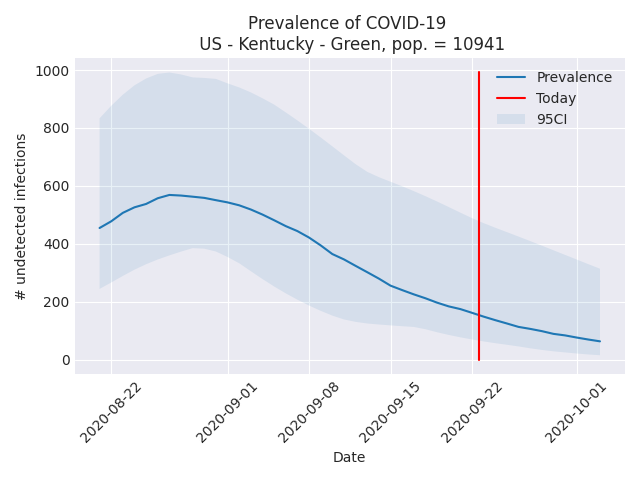 Prevalence of COVID-19
US - Kentucky - Green, pop. = 10941
1000
800
600
400
200
0
# undetected infections
Prevalence
Today
95CI
2020-08-22
2020-09-01
2020-09-08
2020-09-15
2020-09-22
2020-10-01
Date